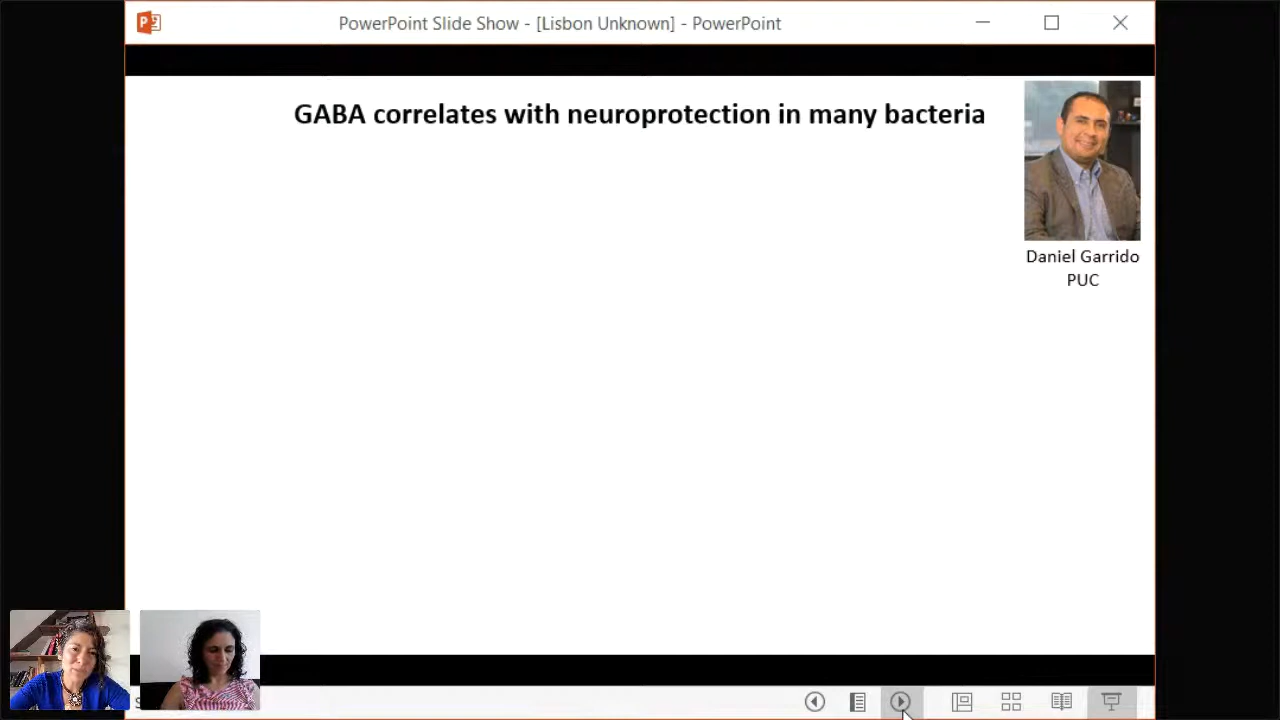 PowerPoint Slide Show - [Lisbon Unknown] - PowerPoint
GABA correlates with neuroprotection in many bacteria
Daniel Garrido
PUC